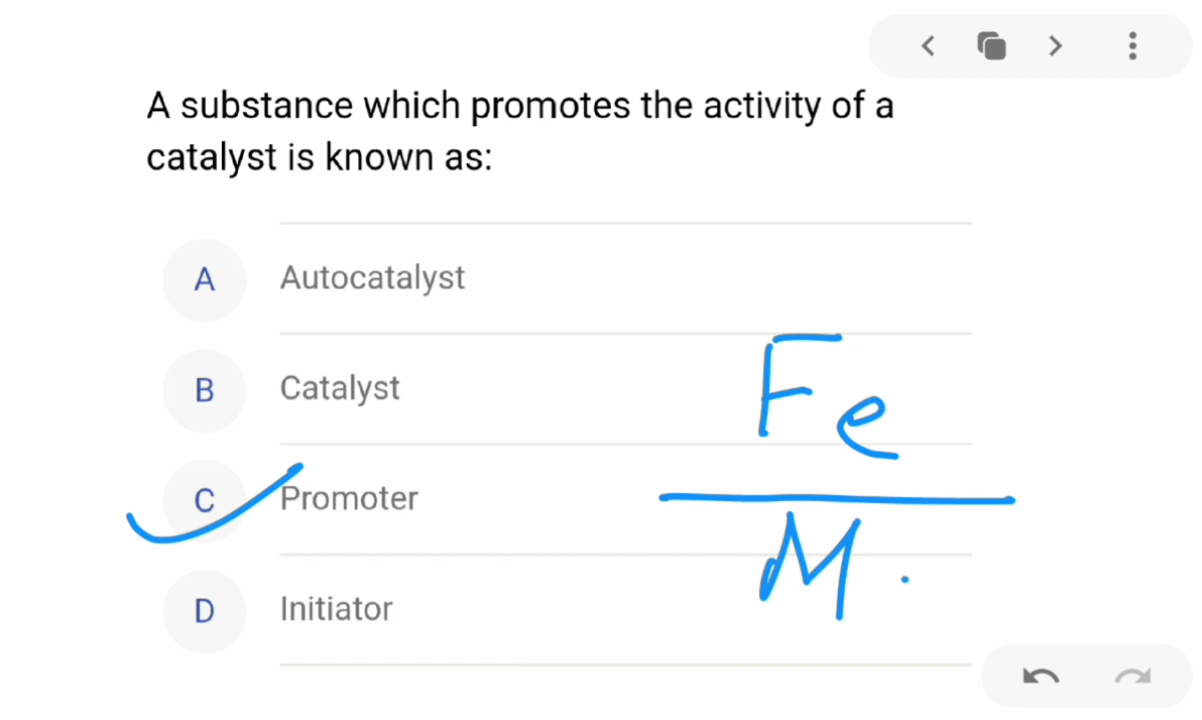 A substance which promotes the activity of a
catalyst is known as:
A Autocatalyst
B Catalyst
Fe
C Promoter
M.
D Initiator